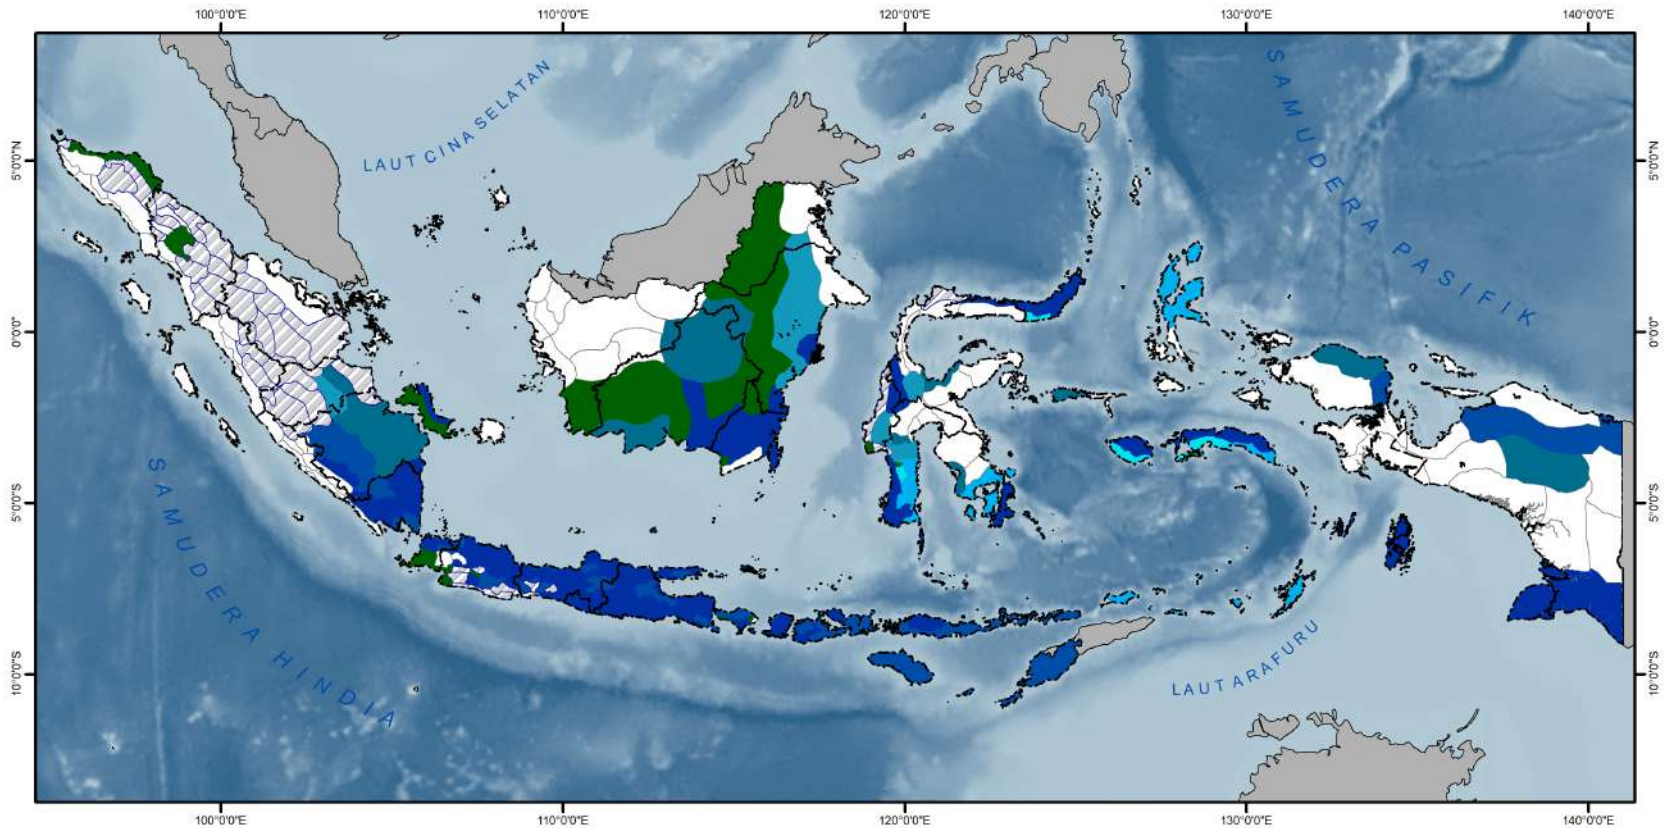 100°0'0"E 110°0'0"E 120°0'0"E 130°0'0"E 140°0'0"E
5°0'0"N
0°0'0"
5°0'0"S
10°0'0"S
LAUT CINA SELATAN
SAMUDERA PASIFIK
SAMUDERA HINDIA
LAUT ARAFURU
5°0'0"N
0°0'0"
5°0'0"S
10°0'0"S
100°0'0"E 110°0'0"E 120°0'0"E 130°0'0"E 140°0'0"E